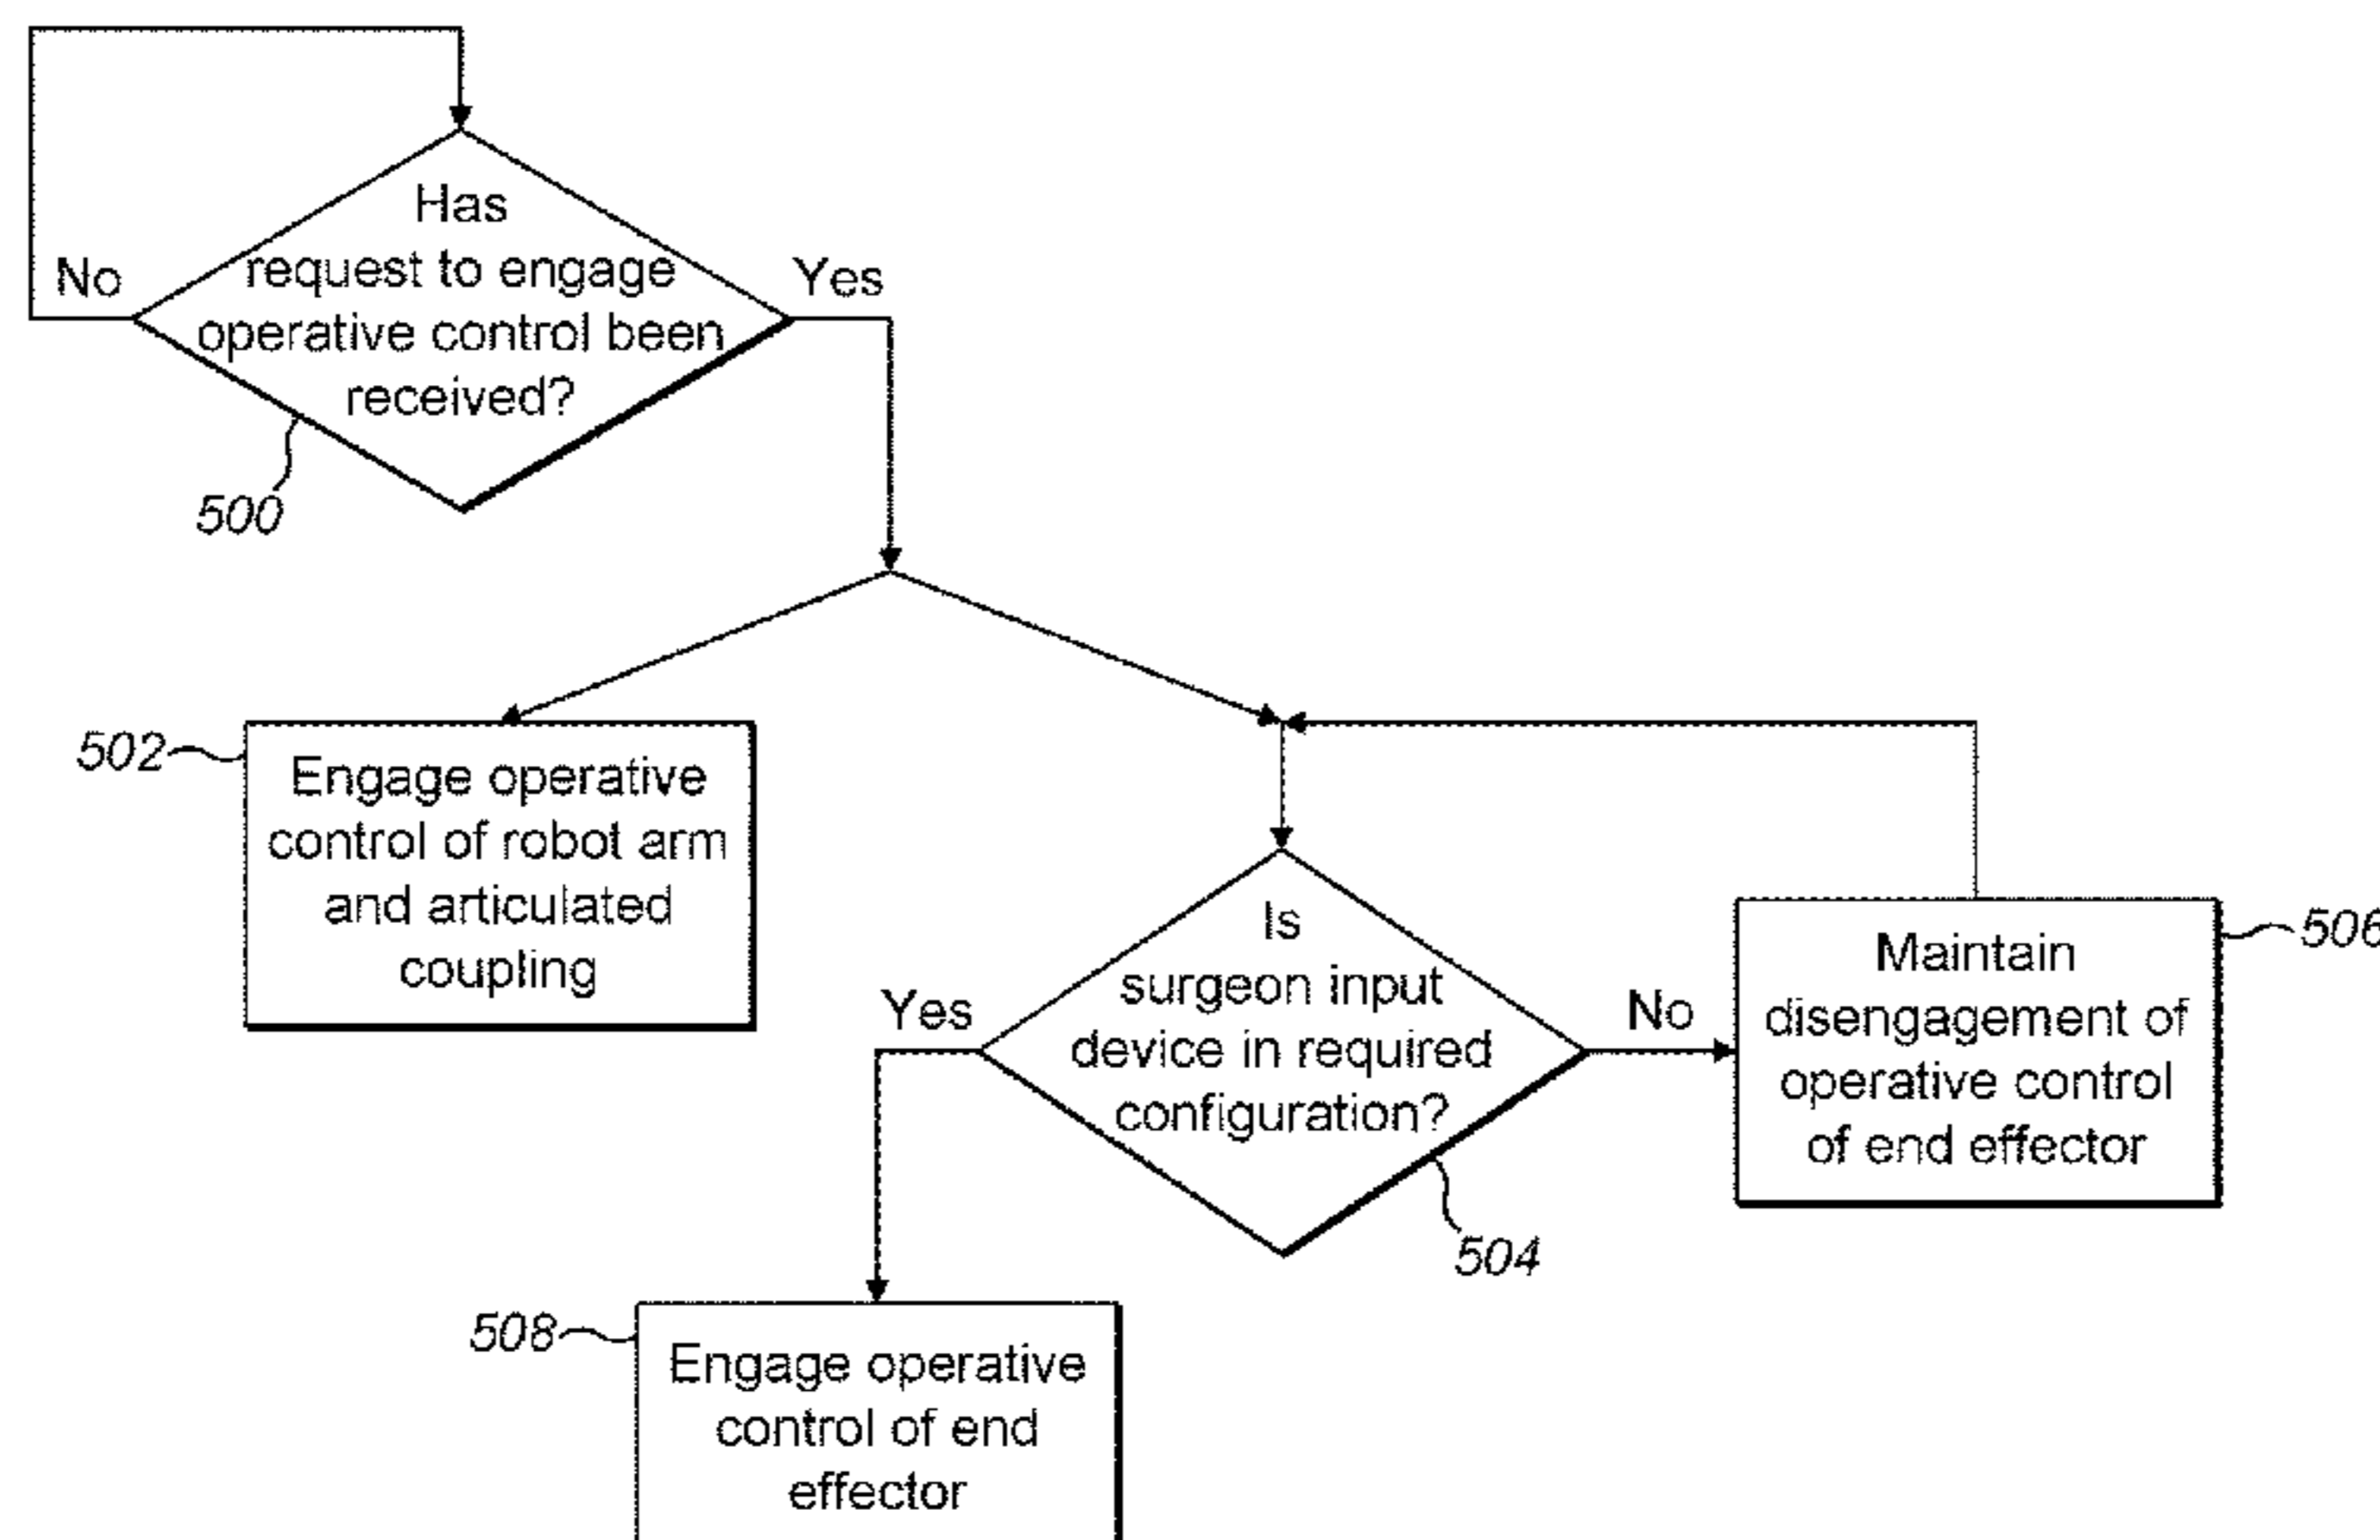 Has
request to engage
operative control been
received?
No
Yes
500
502
Engage operative
control of robot arm
and articulated
coupling
Is
surgeon input
device in required
configuration?
Yes
No
504
Maintain
disengagement of
operative control
of end effector
506
508
Engage operative
control of end
effector